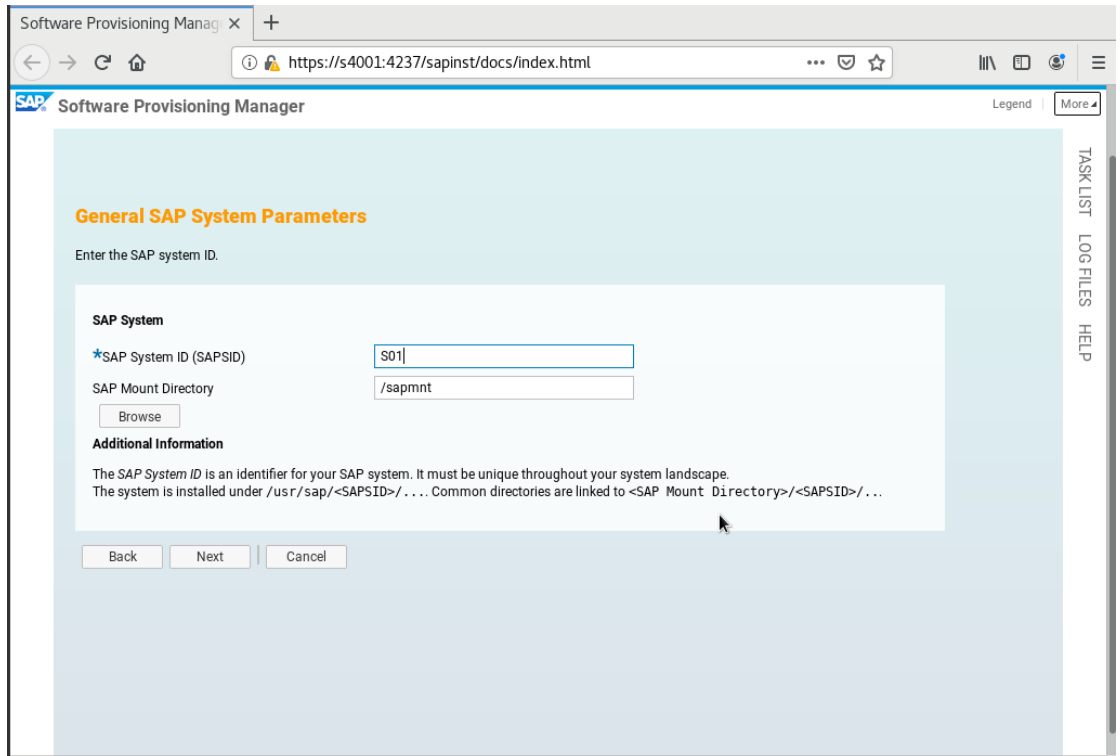 Software Provisioning Manag
https://s4001:4237/sapinst/docs/index.html
SAP Software Provisioning Manager
Legend
More
TASK LIST
LOG FILES
HELP
General SAP System Parameters
Enter the SAP system ID.
SAP System
*SAP System ID (SAPSID) S01
SAP Mount Directory /sapmnt
Browse
Additional Information
The SAP System ID is an identifier for your SAP system. It must be unique throughout your system landscape.
The system is installed under /usr/sap/<SAPSID>/.... Common directories are linked to <SAP Mount Directory>/<SAPSID>/...
Back Next Cancel